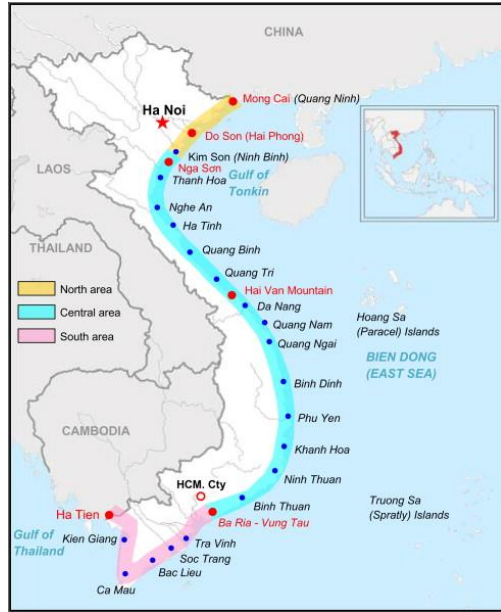 CHINA
Ha Noi
Mong Cai (Quang Ninh)
Do Son (Hai Phong)
Kim Son (Ninh Binh)
Nga Sơn
Gulf of
Tonkin
Thanh Hoa
LAOS
Nghe An
Ha Tinh
THAILAND
Quang Binh
Quang Tri
North area
Central area
South area
Hai Van Mountain
Da Nang
Hoang Sa
(Paracel) Islands
Quang Nam
Quang Ngai
BIEN DONG
(EAST SEA)
Binh Dinh
Phu Yen
CAMBODIA
Khanh Hoa
Ninh Thuan
HCM. Cty
Binh Thuan
Truong Sa
(Spratly) Islands
Ha Tien
Ba Ria - Vung Tau
Gulf of
Thailand
Kien Giang
Tra Vinh
Soc Trang
Bac Lieu
Ca Mau